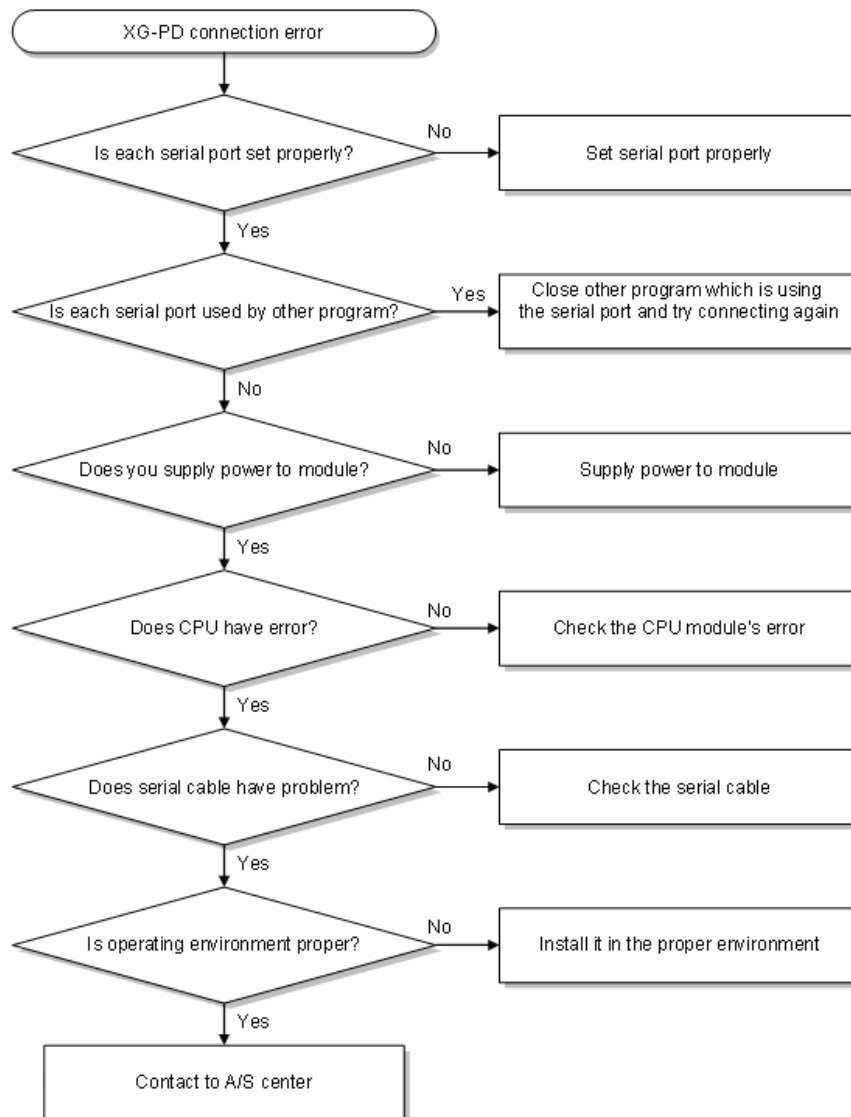 XG-PD connection error
Is each serial port set properly?
No
Set serial port properly
Yes
Is each serial port used by other program?
Yes
Close other program which is using
the serial port and try connecting again
No
Does you supply power to module?
No
Supply power to module
Yes
Does CPU have error?
No
Check the CPU module's error
Yes
Does serial cable have problem?
No
Check the serial cable
Yes
Is operating environment proper?
No
Install it in the proper environment
Yes
Contact to A/S center